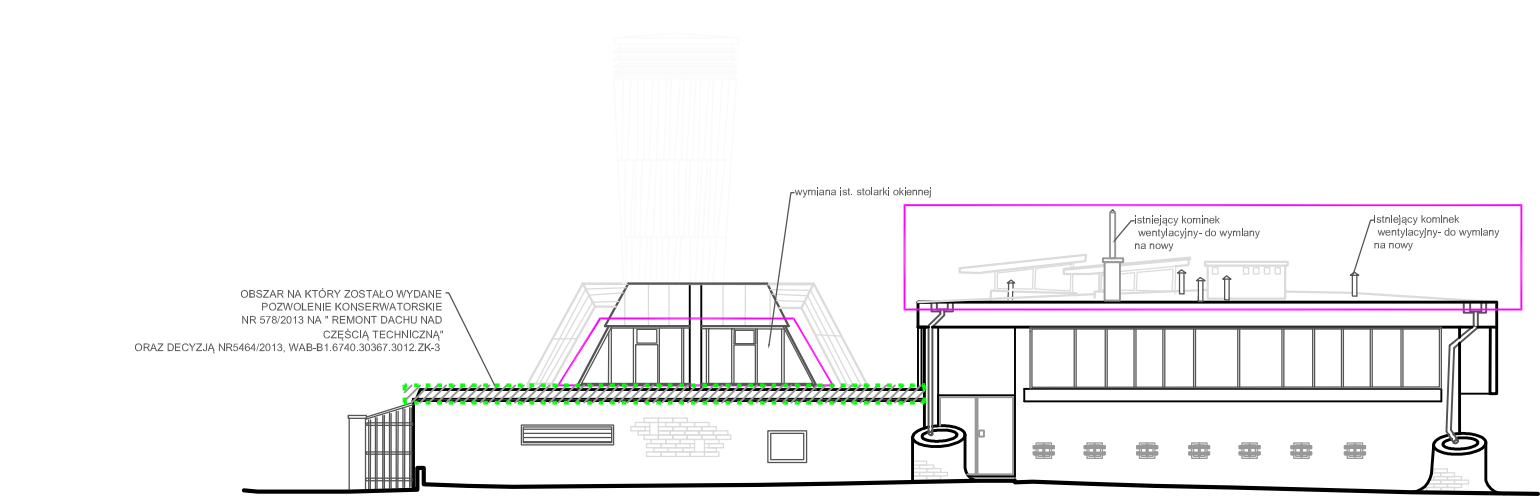 wymiana ist. stolarki okiennej
istniejący kominek
wentylacyjny- do wymiany
na nowy
istniejący kominek
wentylacyjny- do wymiany
na nowy
OBSZAR NA KTÓRY ZOSTAŁO WYDANE
POZWOLENIE KONSERWATORSKIE
NR 578/2013 NA " REMONT DACHU NAD
CZĘŚCIĄ TECHNICZNĄ"
ORAZ DECYZJĄ NR5464/2013, WAB-B1.6740.30367.3012.ZK-3